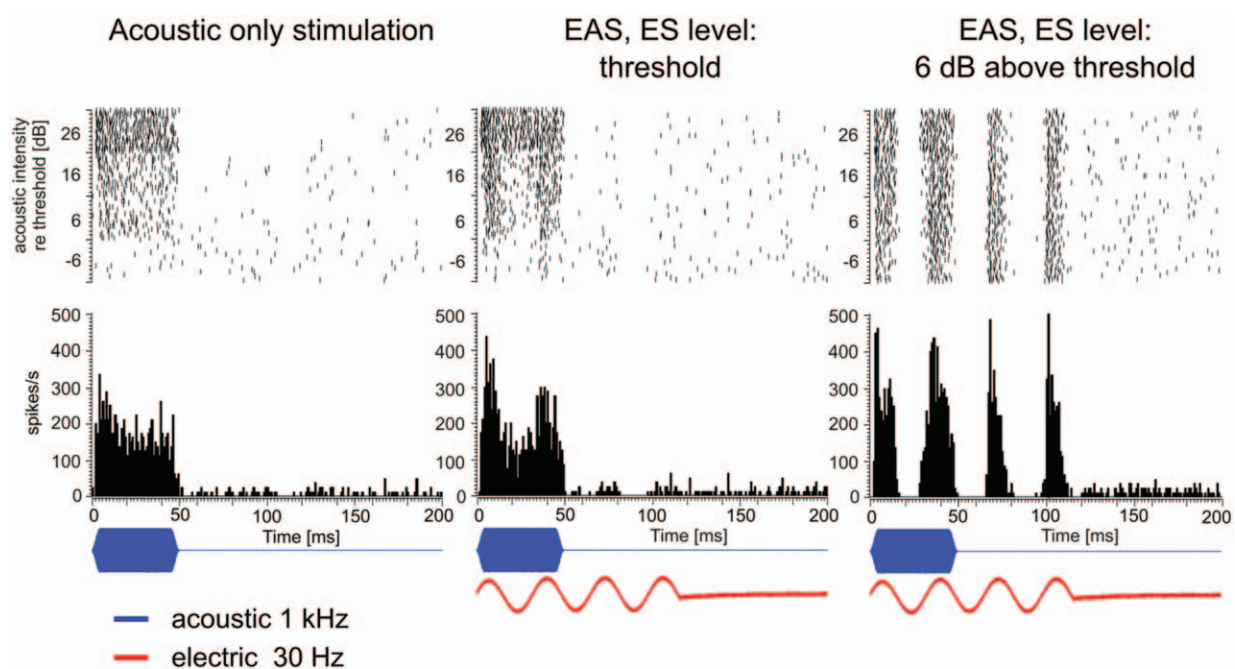 Acoustic only stimulation
EAS, ES level:
threshold
EAS, ES level:
6 dB above threshold
acoustic intensity
re threshold [dB]
26
16
6
-6
26
16
6
-6
26
16
6
-6
spikes/s
500
400
300
200
100
0
500
400
300
200
100
0
500
400
300
200
100
0
0 50 100 150 200
Time [ms]
0 50 100 150 200
Time [ms]
0 50 100 150 200
Time [ms]
acoustic 1 kHz
electric 30 Hz